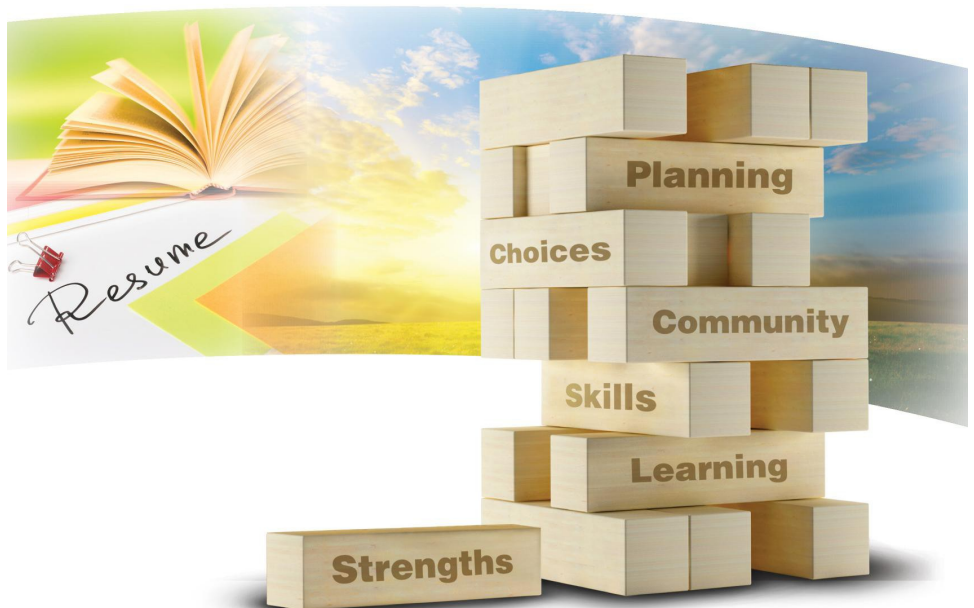 Resume
Planning
Choices
Community
Skills
Learning
Strengths